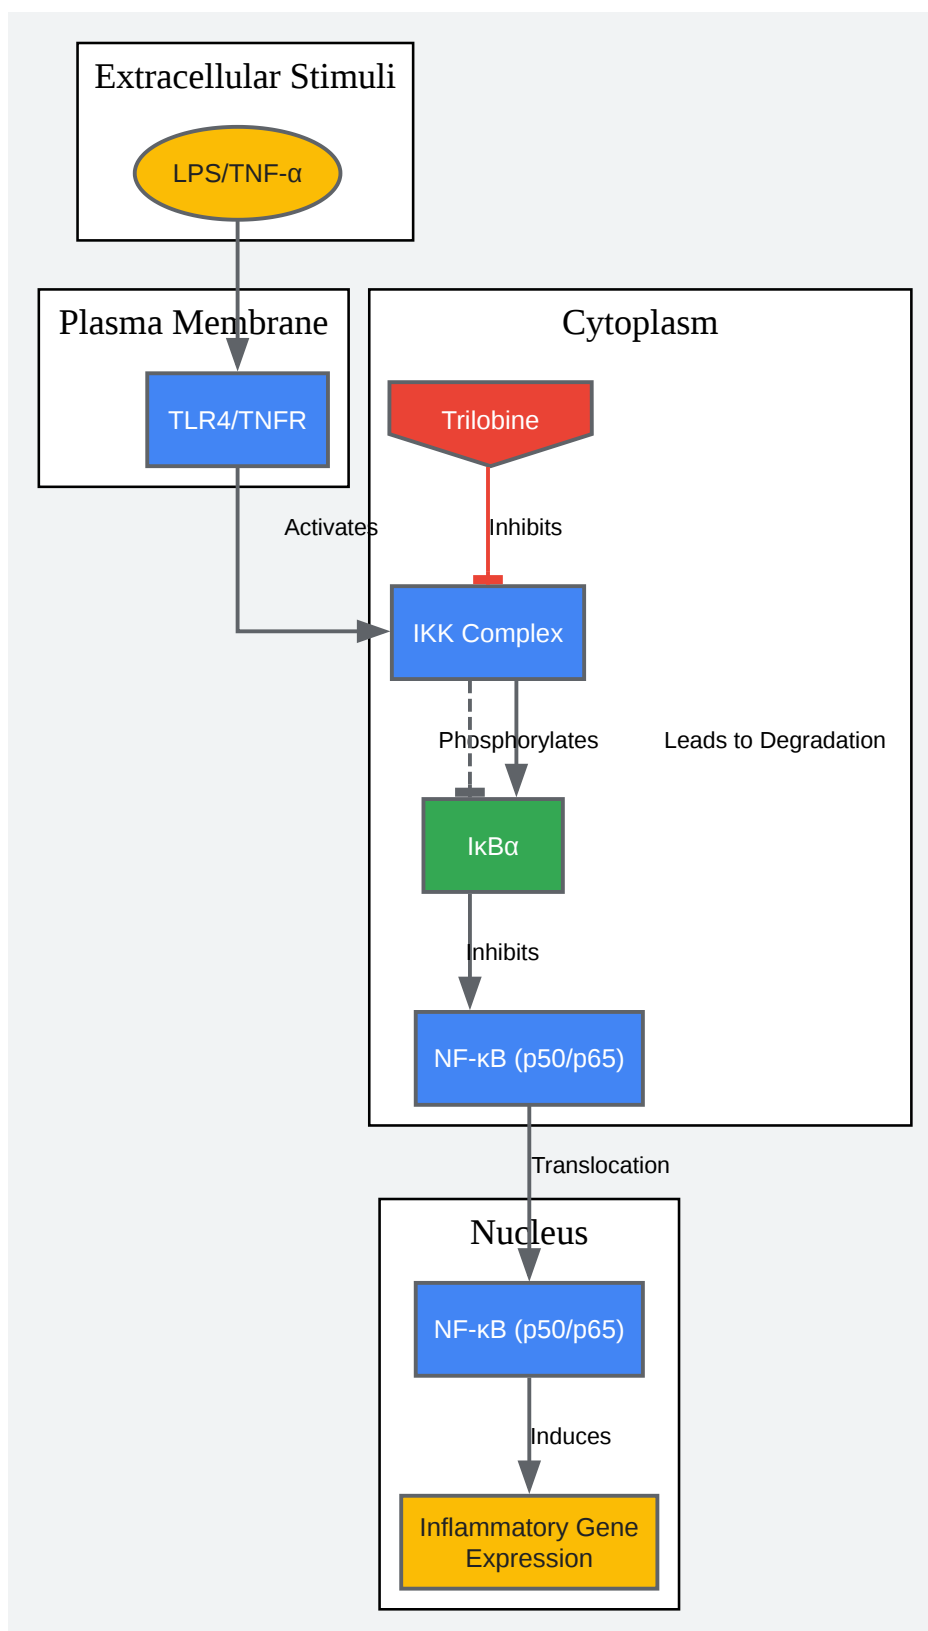 Extracellular Stimuli
LPS/TNF-α
Plasma Membrane
TLR4/TNFR
Cytoplasm
Trilobine
Activates
Inhibits
IKK Complex
Phosphorylates
Leads to Degradation
IκBα
Inhibits
NF-κB (p50/p65)
Translocation
Nucleus
NF-κB (p50/p65)
Induces
Inflammatory Gene
Expression